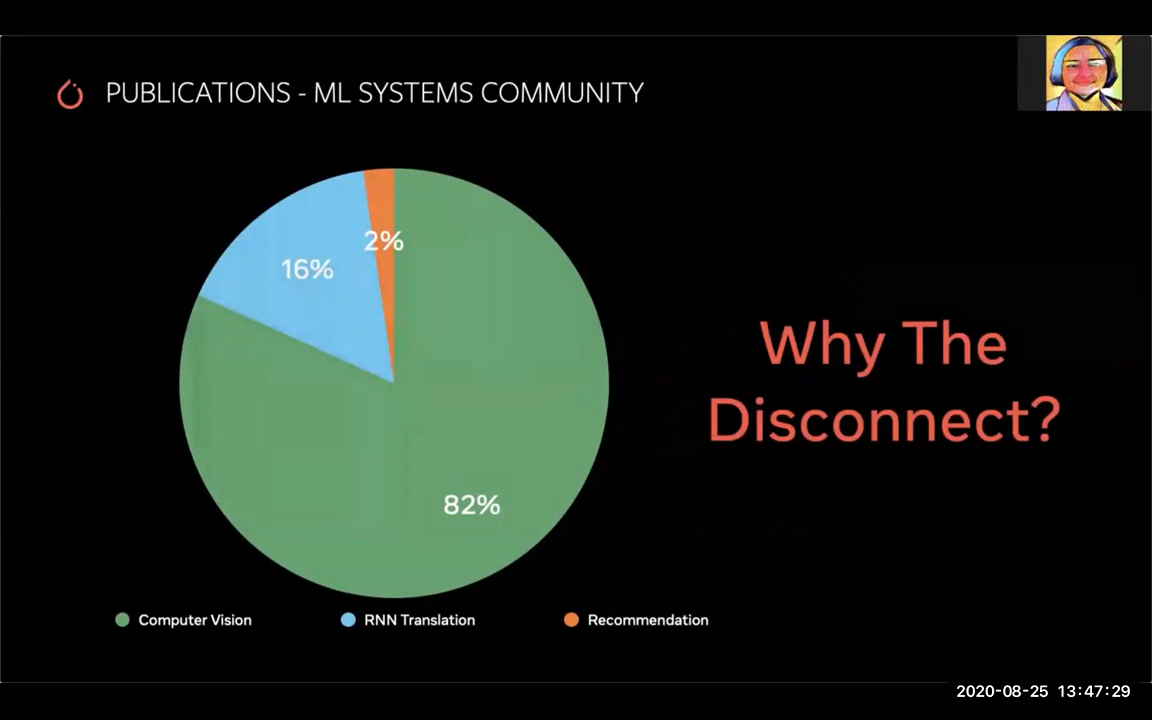 PUBLICATIONS - ML SYSTEMS COMMUNITY
2%
16%
Why The
Disconnect?
82%
Computer Vision
RNN Translation
Recommendation
2020-08-25 13:47:29